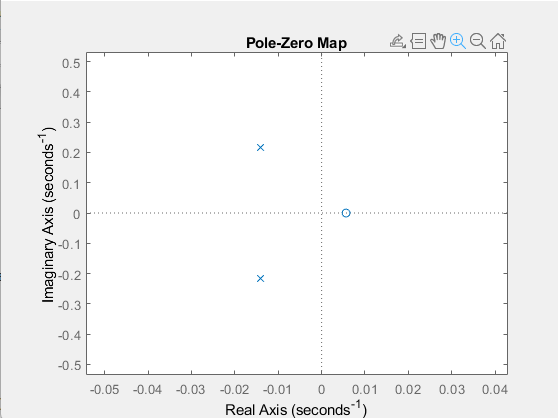 Pole-Zero Map
0.5
0.4
0.3
0.2
0.1
0
-0.1
-0.2
-0.3
-0.4
-0.5
Imaginary Axis (seconds⁻¹)
-0.05 -0.04 -0.03 -0.02 -0.01 0 0.01 0.02 0.03 0.04
Real Axis (seconds⁻¹)